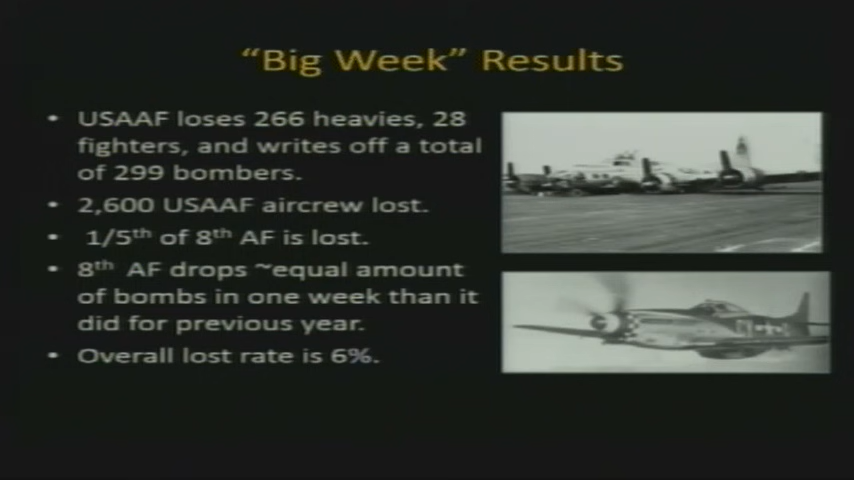 “Big Week” Results
• USAAF loses 266 heavies, 28
fighters, and writes off a total
of 299 bombers.
• 2,600 USAAF aircrew lost.
• 1/5th of 8th AF is lost.
• 8th AF drops ~equal amount
of bombs in one week than it
did for previous year.
• Overall lost rate is 6%.